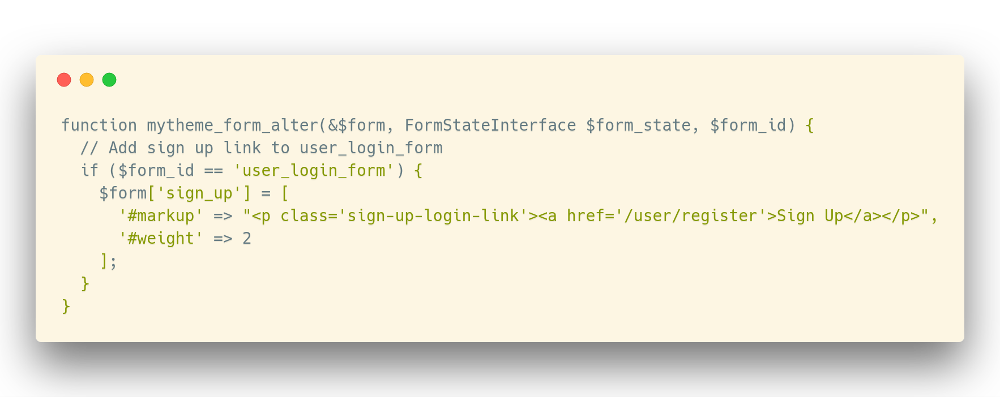 function mytheme_form_alter(&$form, FormStateInterface $form_state, $form_id) {
  // Add sign up link to user_login_form
  if ($form_id == 'user_login_form') {
    $form['sign_up'] = [
      '#markup' => "<p class='sign-up-login-link'><a href='/user/register'>Sign Up</a></p>",
      '#weight' => 2
    ];
  }
}